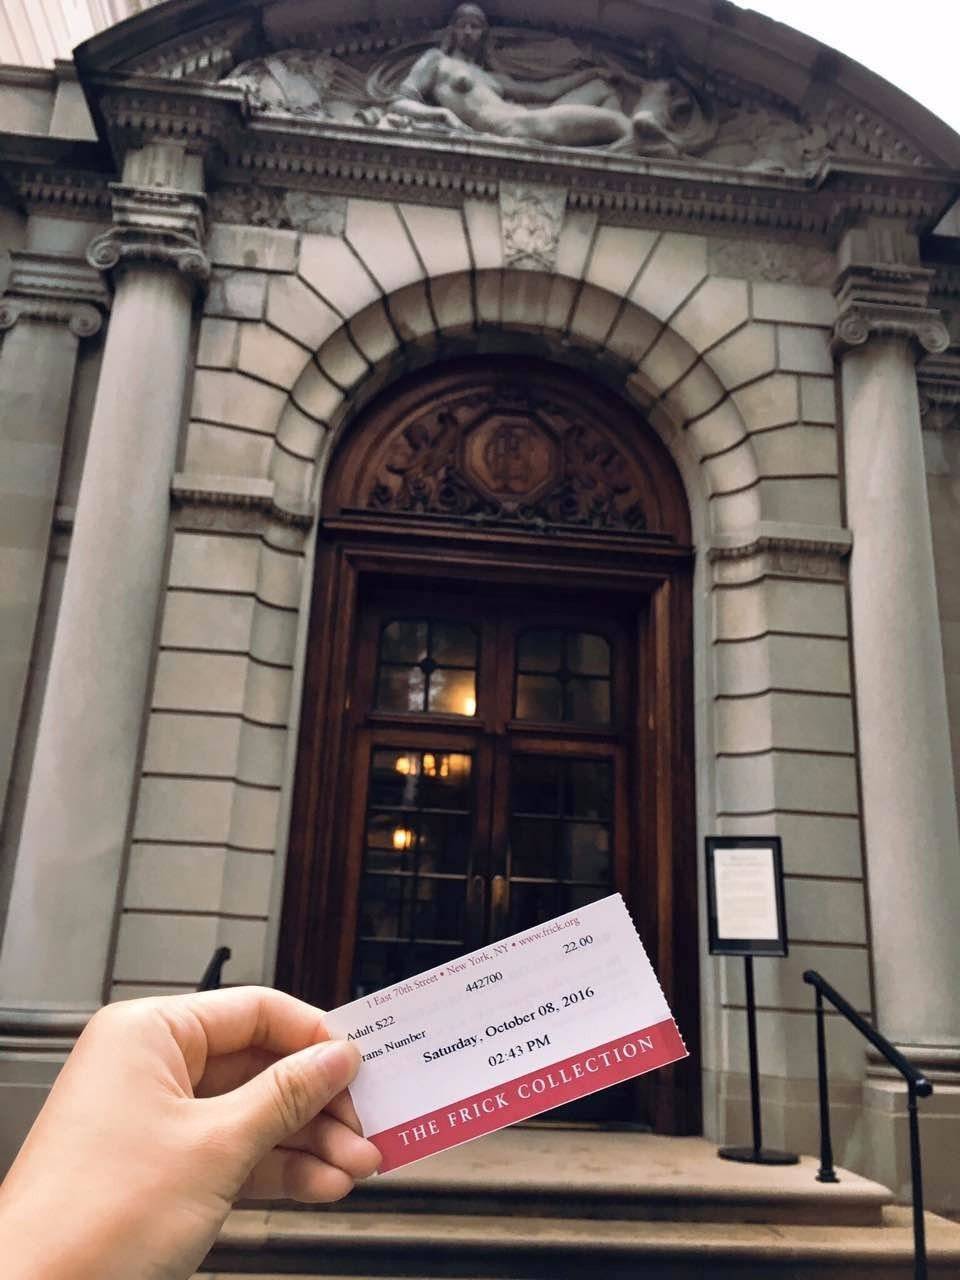 1 East 70th Street • New York, NY • www.frick.org
Adult $22 442700 22.00
rans Number
Saturday, October 08, 2016
02:43 PM
THE FRICK COLLECTION